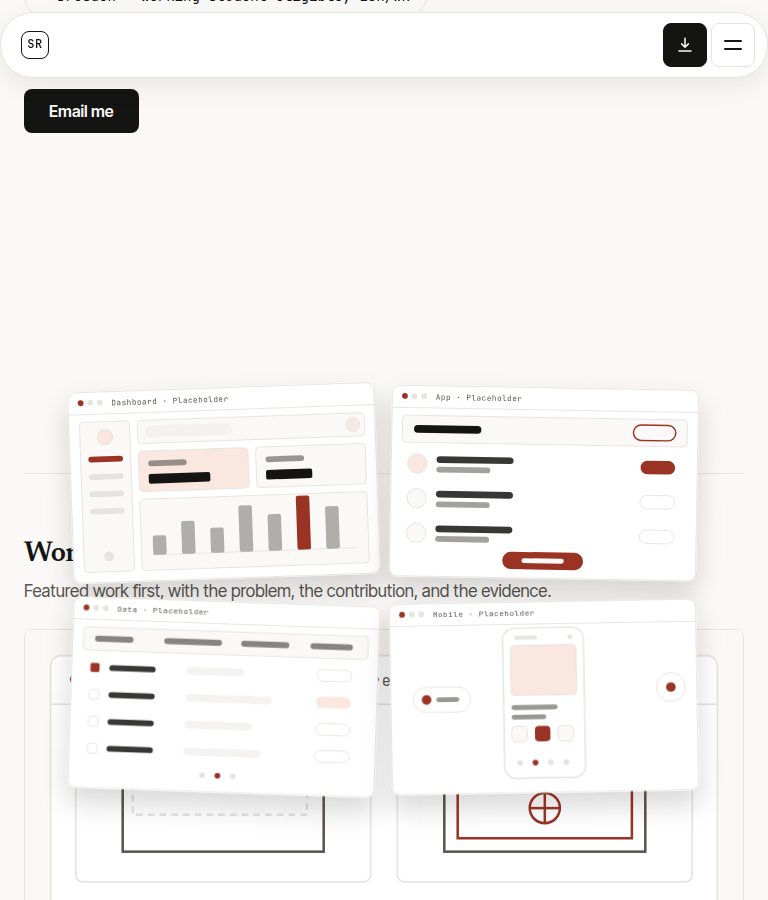 SR
Email me
Dashboard · Placeholder
App · Placeholder
Featured work first, with the problem, the contribution, and the evidence.
Data · Placeholder
Mobile · Placeholder